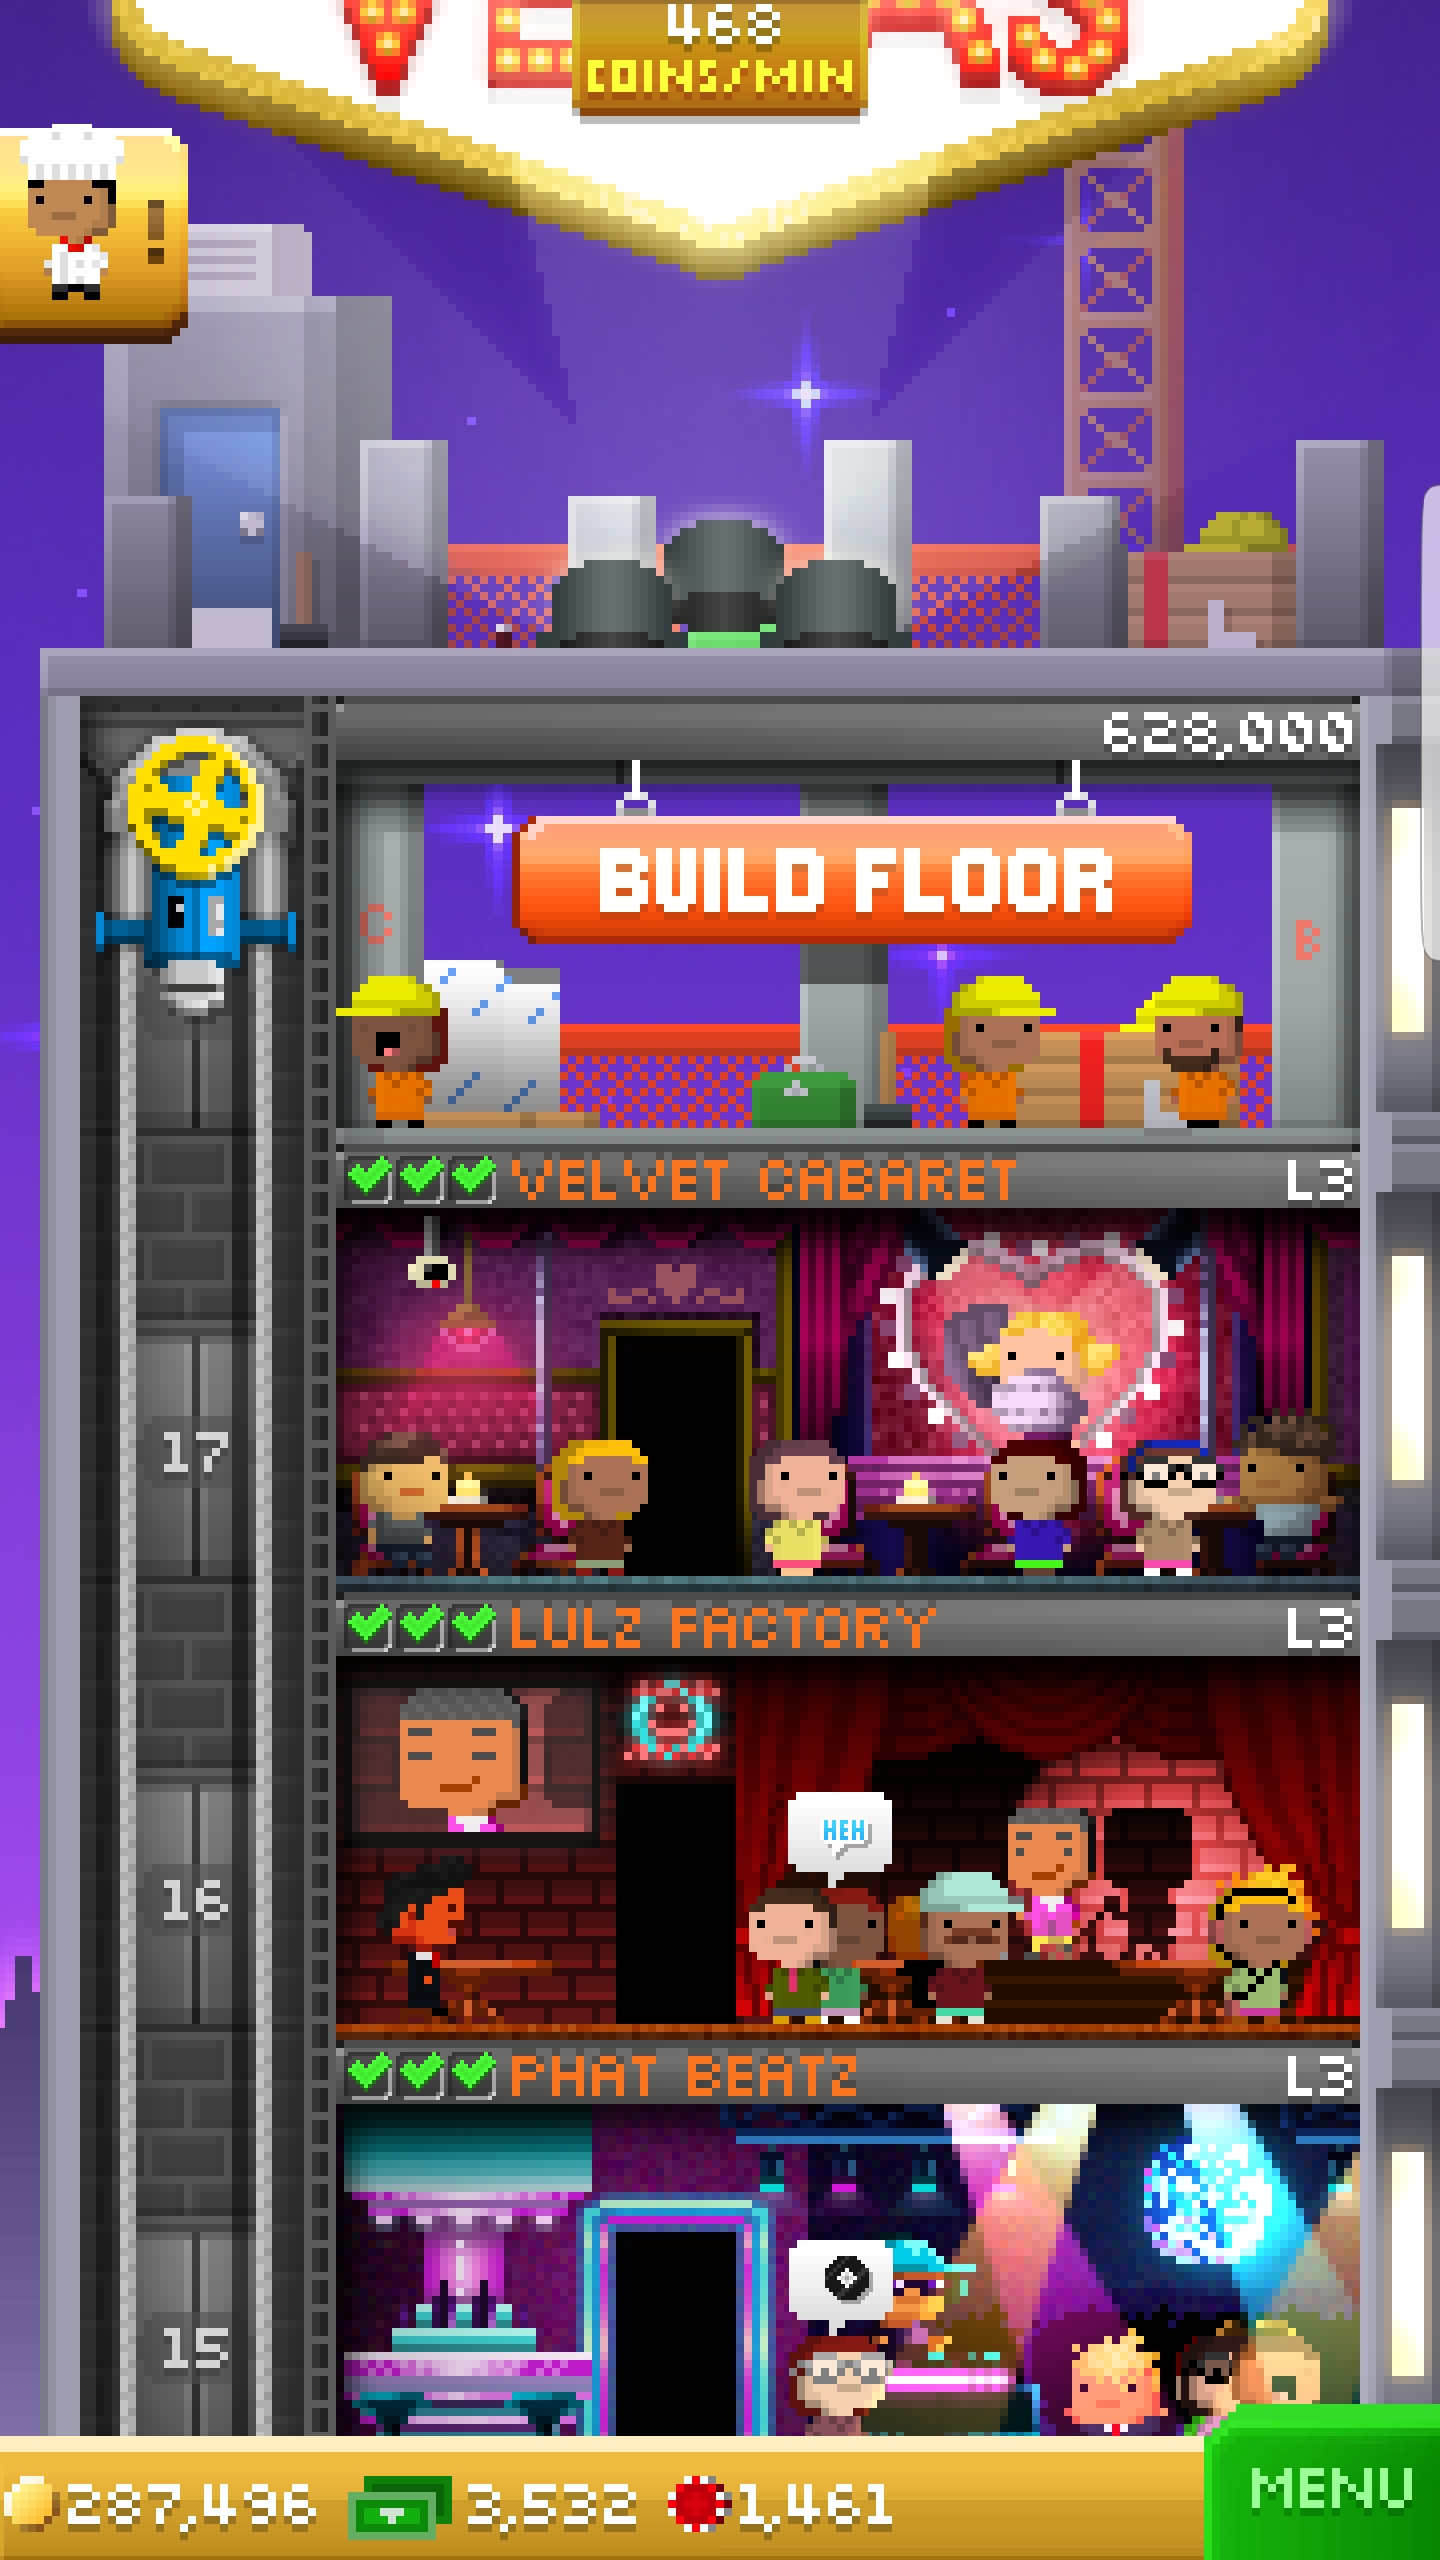 468
COINS/MIN
628,000
BUILD FLOOR
C
B
VELVET CABARET L3
17
LULZ FACTORY L3
HEH
16
PHAT BEATZ L3
15
287,496 3,532 1,461 MENU